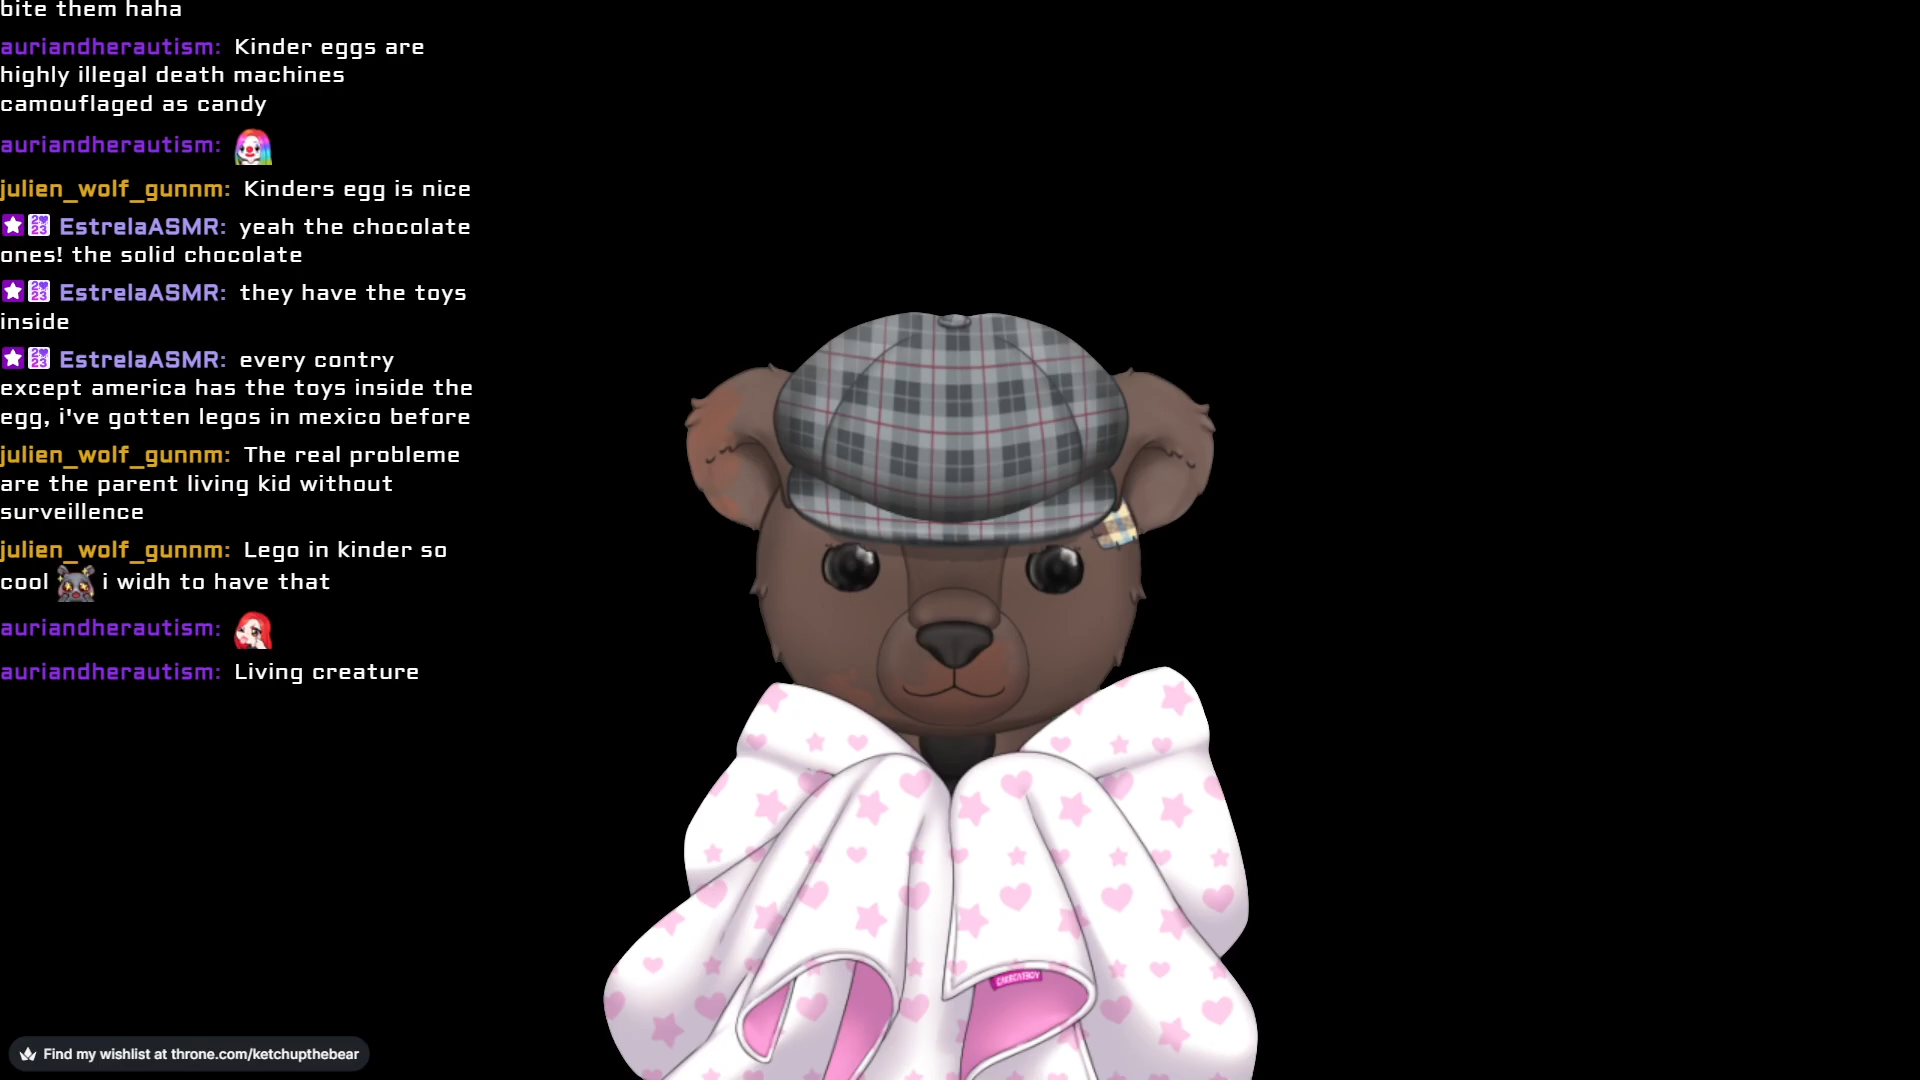 bite them haha
auriandherautism: Kinder eggs are
highly illegal death machines
camouflaged as candy
auriandherautism:
julien_wolf_gunnm: Kinders egg is nice
EstrelaASMR: yeah the chocolate
ones! the solid chocolate
EstrelaASMR: they have the toys
inside
EstrelaASMR: every contry
except america has the toys inside the
egg, i've gotten legos in mexico before
julien_wolf_gunnm: The real probleme
are the parent living kid without
surveillence
julien_wolf_gunnm: Lego in kinder so
cool i widh to have that
auriandherautism:
auriandherautism: Living creature
Find my wishlist at throne.com/ketchupthebear